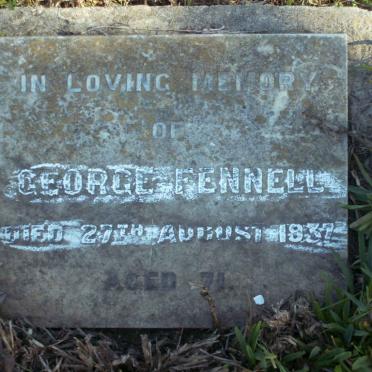 IN LOVING MEMORY
OF
GEORGE FENNELL
DIED 27TH AUGUST 1937
AGED 71.